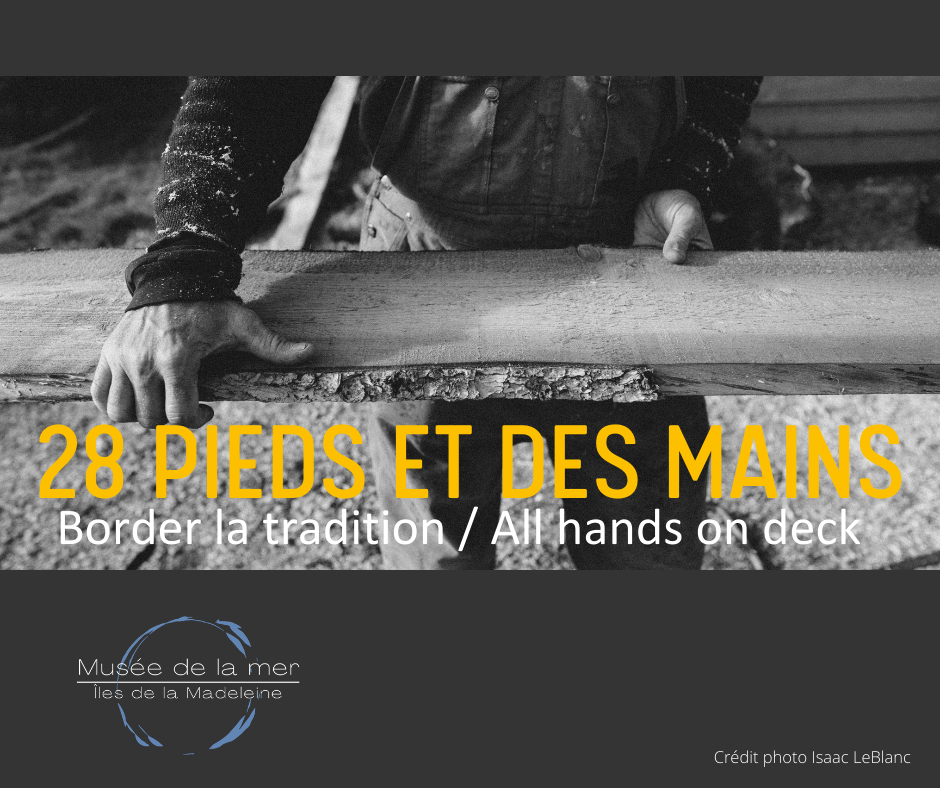 28 PIEDS ET DES MAINS
Border la tradition / All hands on deck
Musée de la mer
Îles de la Madeleine
Crédit photo Isaac LeBlanc